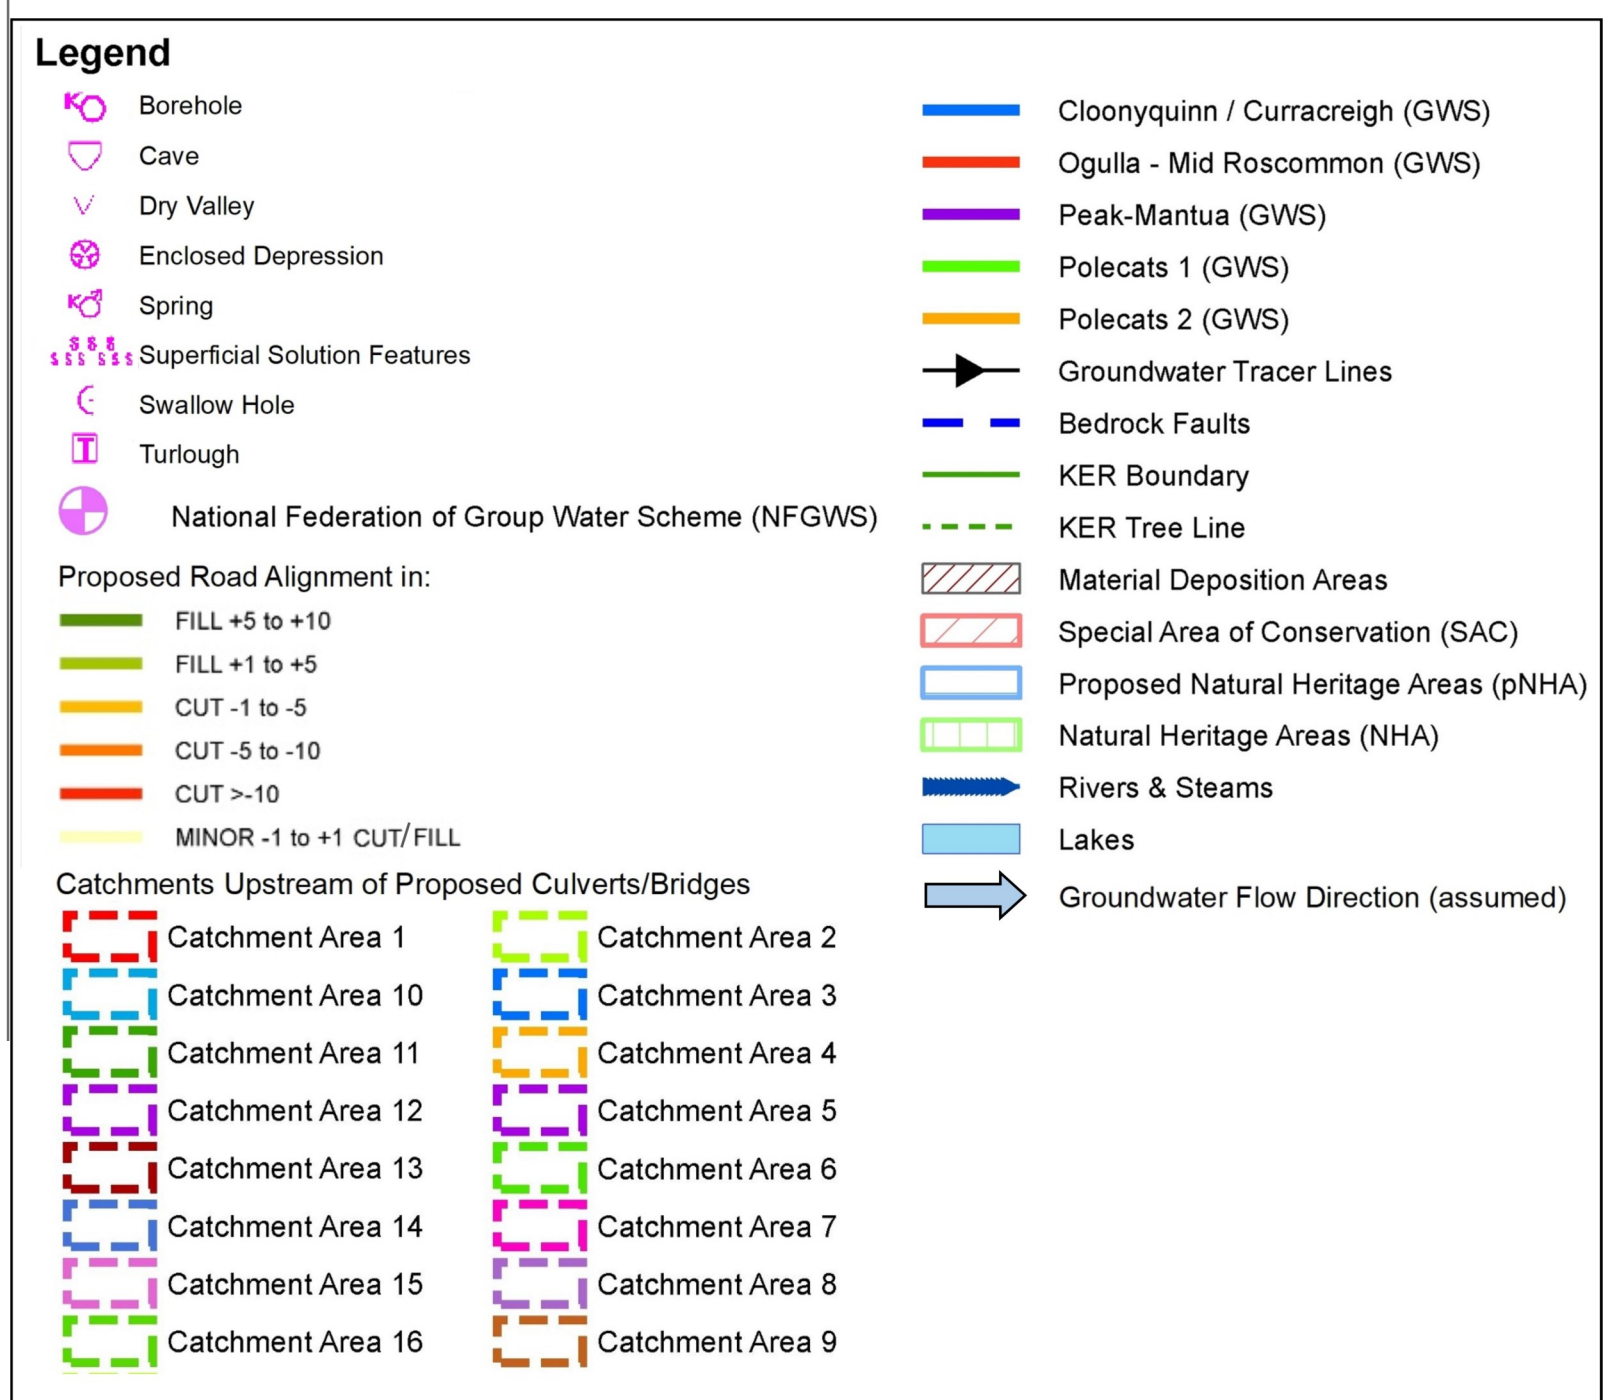 Legend
Borehole
Cave
Dry Valley
Enclosed Depression
Spring
Superficial Solution Features
Swallow Hole
Turlough
National Federation of Group Water Scheme (NFGWS)
Proposed Road Alignment in:
FILL +5 to +10
FILL +1 to +5
CUT -1 to -5
CUT -5 to -10
CUT >-10
MINOR -1 to +1 CUT/FILL
Catchments Upstream of Proposed Culverts/Bridges
Catchment Area 1
Catchment Area 10
Catchment Area 11
Catchment Area 12
Catchment Area 13
Catchment Area 14
Catchment Area 15
Catchment Area 16
Catchment Area 2
Catchment Area 3
Catchment Area 4
Catchment Area 5
Catchment Area 6
Catchment Area 7
Catchment Area 8
Catchment Area 9
Cloonyquinn / Curracreigh (GWS)
Ogulla - Mid Roscommon (GWS)
Peak-Mantua (GWS)
Polecats 1 (GWS)
Polecats 2 (GWS)
Groundwater Tracer Lines
Bedrock Faults
KER Boundary
KER Tree Line
Material Deposition Areas
Special Area of Conservation (SAC)
Proposed Natural Heritage Areas (pNHA)
Natural Heritage Areas (NHA)
Rivers & Steams
Lakes
Groundwater Flow Direction (assumed)